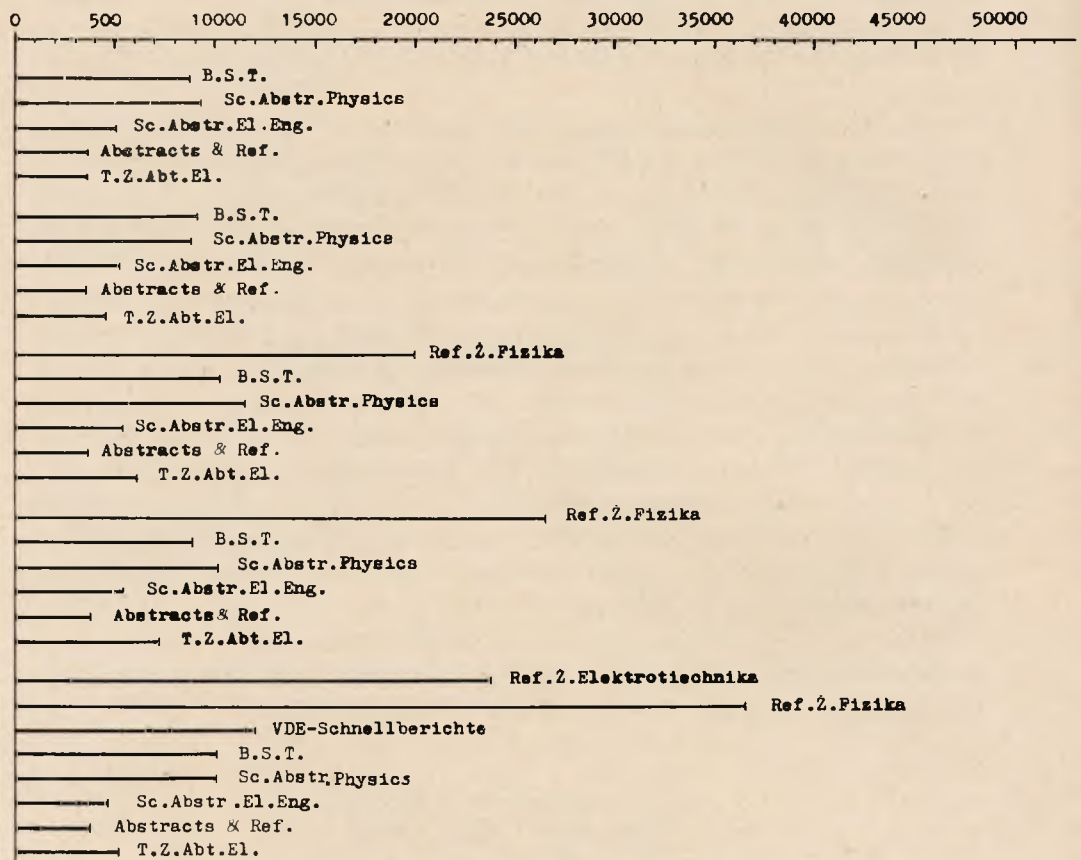 0 500 10000 15000 20000 25000 30000 35000 40000 45000 50000
B.S.T.
Sc.Abstr.Physics
Sc.Abstr.El.Eng.
Abstracts & Ref.
T.Z.Abt.El.
B.S.T.
Sc.Abstr.Physics
Sc.Abstr.El.Eng.
Abstracts & Ref.
T.Z.Abt.El.
Ref.Ż.Fizika
B.S.T.
Sc.Abstr.Physics
Sc.Abstr.El.Eng.
Abstracts & Ref.
T.Z.Abt.El.
Ref.Ż.Fizika
B.S.T.
Sc.Abstr.Physics
Sc.Abstr.El.Eng.
Abstracts & Ref.
T.Z.Abt.El.
Ref.Ż.Elektrotiechnika
Ref.Ż.Fizika
VDE-Schnellberichte
B.S.T.
Sc.Abstr.Physics
Sc.Abstr.El.Eng.
Abstracts & Ref.
T.Z.Abt.El.